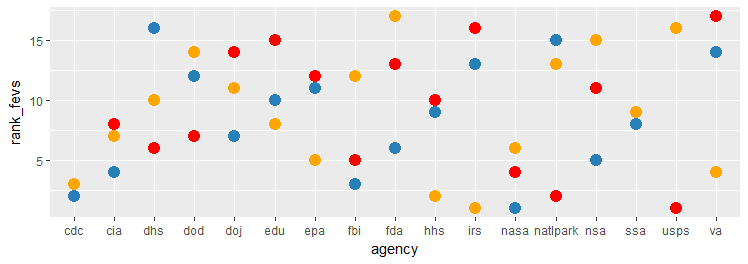 rank_fevs
15
10
5
cdc cia dhs dod doj edu epa fbi fda hhs irs nasa natlpark nsa ssa usps va
agency